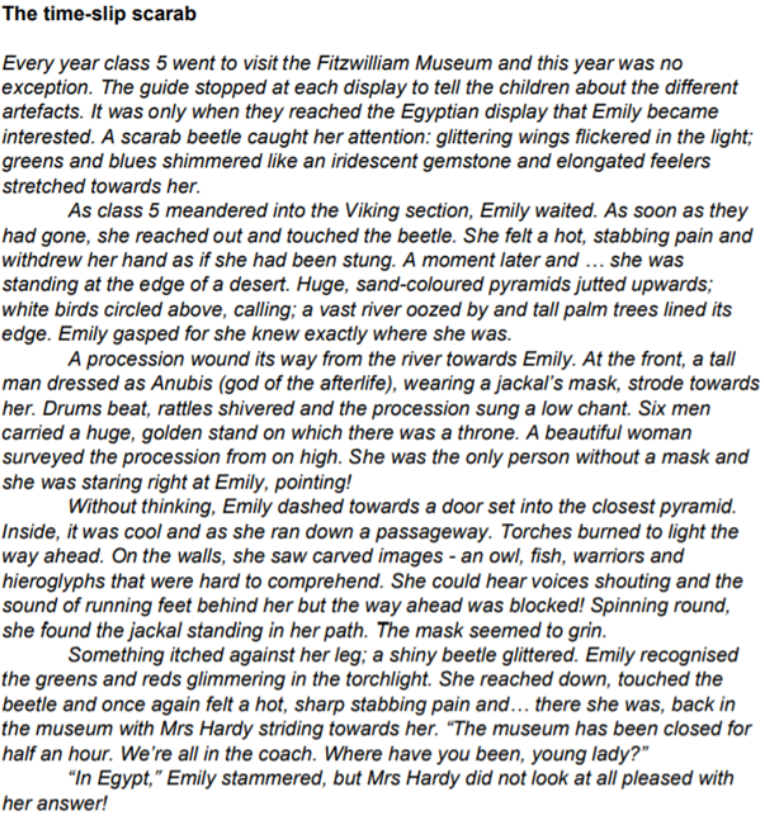 The time-slip scarab
Every year class 5 went to visit the Fitzwilliam Museum and this year was no
exception. The guide stopped at each display to tell the children about the different
artefacts. It was only when they reached the Egyptian display that Emily became
interested. A scarab beetle caught her attention: glittering wings flickered in the light;
greens and blues shimmered like an iridescent gemstone and elongated feelers
stretched towards her.
As class 5 meandered into the Viking section, Emily waited. As soon as they
had gone, she reached out and touched the beetle. She felt a hot, stabbing pain and
withdrew her hand as if she had been stung. A moment later and … she was
standing at the edge of a desert. Huge, sand-coloured pyramids jutted upwards;
white birds circled above, calling; a vast river oozed by and tall palm trees lined its
edge. Emily gasped for she knew exactly where she was.
A procession wound its way from the river towards Emily. At the front, a tall
man dressed as Anubis (god of the afterlife), wearing a jackal’s mask, strode towards
her. Drums beat, rattles shivered and the procession sung a low chant. Six men
carried a huge, golden stand on which there was a throne. A beautiful woman
surveyed the procession from on high. She was the only person without a mask and
she was staring right at Emily, pointing!
Without thinking, Emily dashed towards a door set into the closest pyramid.
Inside, it was cool and as she ran down a passageway. Torches burned to light the
way ahead. On the walls, she saw carved images - an owl, fish, warriors and
hieroglyphs that were hard to comprehend. She could hear voices shouting and the
sound of running feet behind her but the way ahead was blocked! Spinning round,
she found the jackal standing in her path. The mask seemed to grin.
Something itched against her leg; a shiny beetle glittered. Emily recognised
the greens and reds glimmering in the torchlight. She reached down, touched the
beetle and once again felt a hot, sharp stabbing pain and… there she was, back in
the museum with Mrs Hardy striding towards her. “The museum has been closed for
half an hour. We’re all in the coach. Where have you been, young lady?”
“In Egypt,” Emily stammered, but Mrs Hardy did not look at all pleased with
her answer!